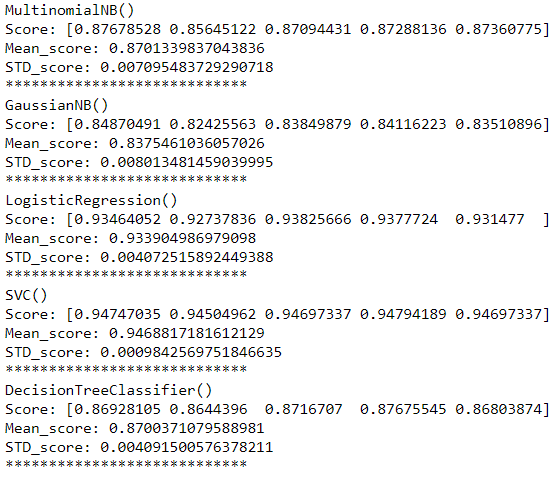 MultinomialNB()
Score: [0.87678528 0.85645122 0.87094431 0.87288136 0.87360775]
Mean_score: 0.8701339837043836
STD_score: 0.007095483729290718
****************************
GaussianNB()
Score: [0.84870491 0.82425563 0.83849879 0.84116223 0.83510896]
Mean_score: 0.8375461036057026
STD_score: 0.008013481459039995
****************************
LogisticRegression()
Score: [0.93464052 0.92737836 0.93825666 0.9377724  0.931477  ]
Mean_score: 0.933904986979098
STD_score: 0.004072515892449388
****************************
SVC()
Score: [0.94747035 0.94504962 0.94697337 0.94794189 0.94697337]
Mean_score: 0.9468817181612129
STD_score: 0.0009842569751846635
****************************
DecisionTreeClassifier()
Score: [0.86928105 0.8644396  0.8716707  0.87675545 0.86803874]
Mean_score: 0.8700371079588981
STD_score: 0.004091500576378211
****************************